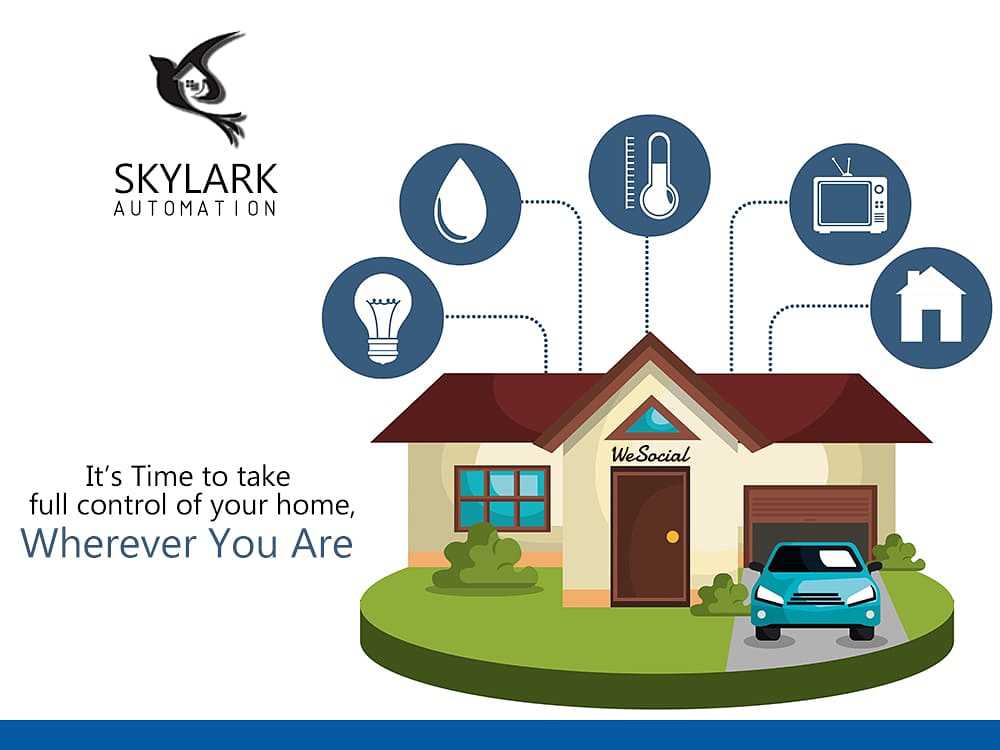 SKYLARK
AUTOMATION
It's Time to take
full control of your home,
Wherever You Are
WeSocial